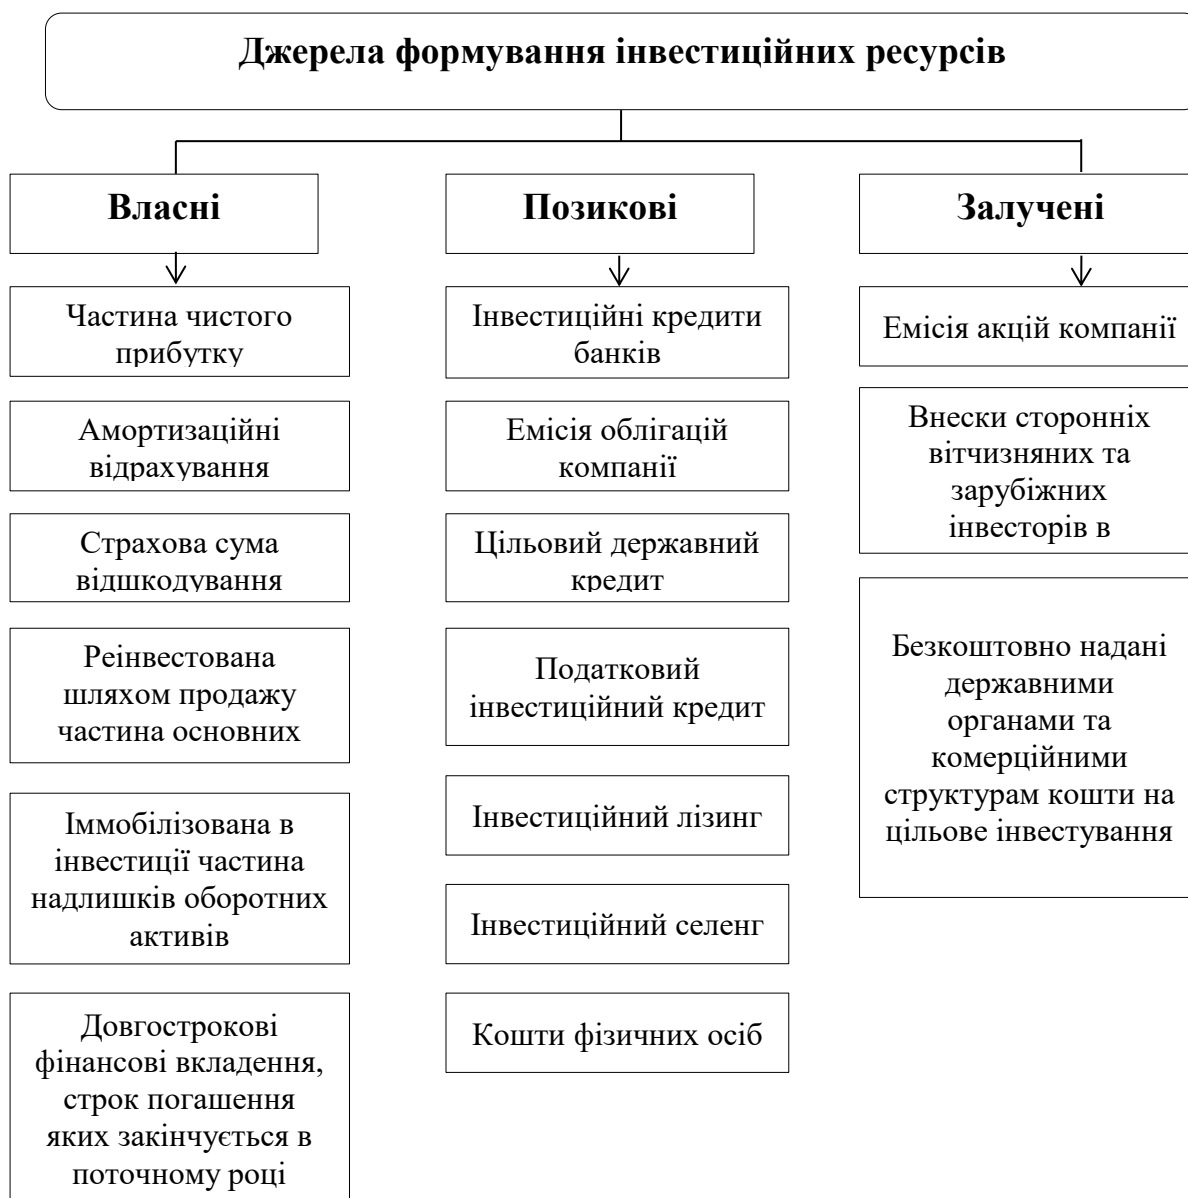 Джерела формування інвестиційних ресурсів
Власні
Позикові
Залучені
Частина чистого
прибутку
Амортизаційні
відрахування
Страхова сума
відшкодування
Реінвестована
шляхом продажу
частина основних
Іммобілізована в
інвестиції частина
надлишків оборотних
активів
Довгострокові
фінансові вкладення,
строк погашення
яких закінчується в
поточному році
Інвестиційні кредити
банків
Емісія облігацій
компанії
Цільовий державний
кредит
Податковий
інвестиційний кредит
Інвестиційний лізинг
Інвестиційний селенг
Кошти фізичних осіб
Емісія акцій компанії
Внески сторонніх
вітчизняних та
зарубіжних
інвесторів в
Безкоштовно надані
державними
органами та
комерційними
структурам кошти на
цільове інвестування